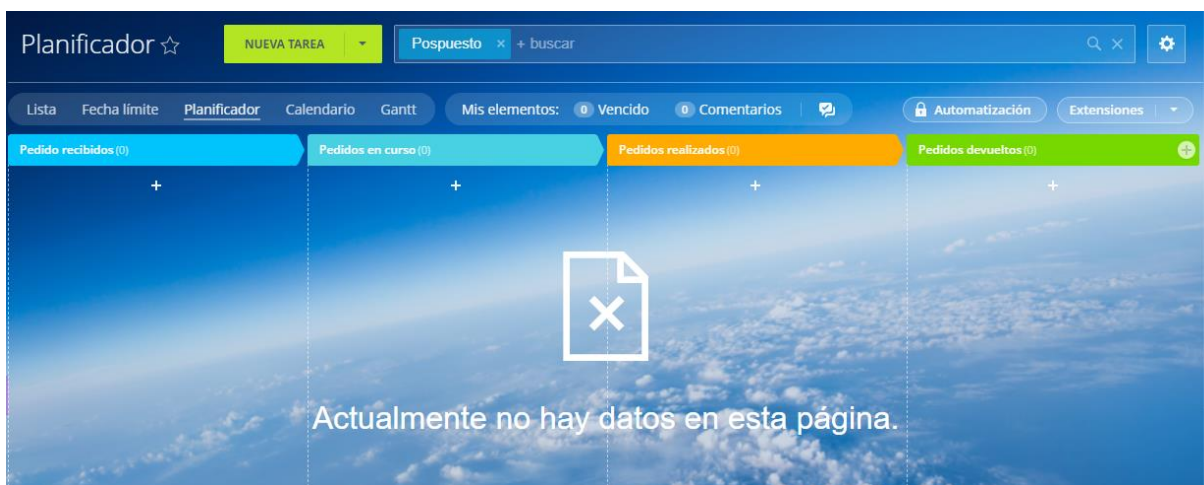 Planificador
NUEVA TAREA
Pospuesto × + buscar
Lista Fecha límite Planificador Calendario Gantt Mis elementos: 0 Vencido 0 Comentarios Automatización Extensiones
Pedido recibidos (0) Pedidos en curso (0) Pedidos realizados (0) Pedidos devueltos (0)
+ + + +
Actualmente no hay datos en esta página.